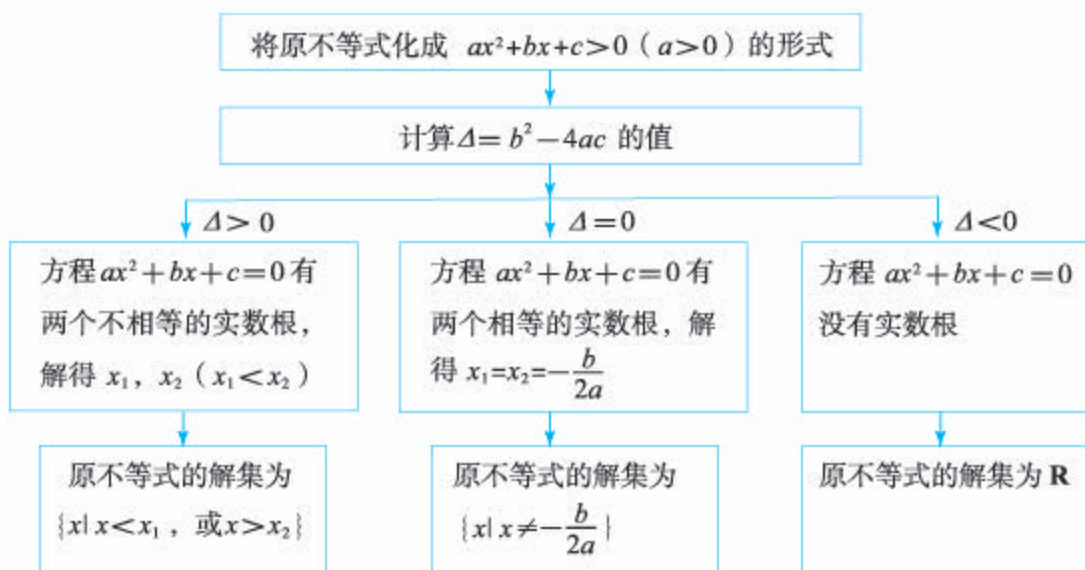 将原不等式化成 ax²+bx+c>0（a>0）的形式
计算Δ= b²－4ac 的值
Δ> 0
Δ=0
Δ<0
方程ax²+bx+c=0有
两个不相等的实数根，
解得 x₁，x₂（x₁<x₂）
方程 ax²+bx+c=0有
两个相等的实数根，解
得 x₁=x₂=－b/2a
方程 ax²+bx+c=0
没有实数根
原不等式的解集为
{x| x<x₁，或x>x₂}
原不等式的解集为
{x| x≠－b/2a}
原不等式的解集为 R